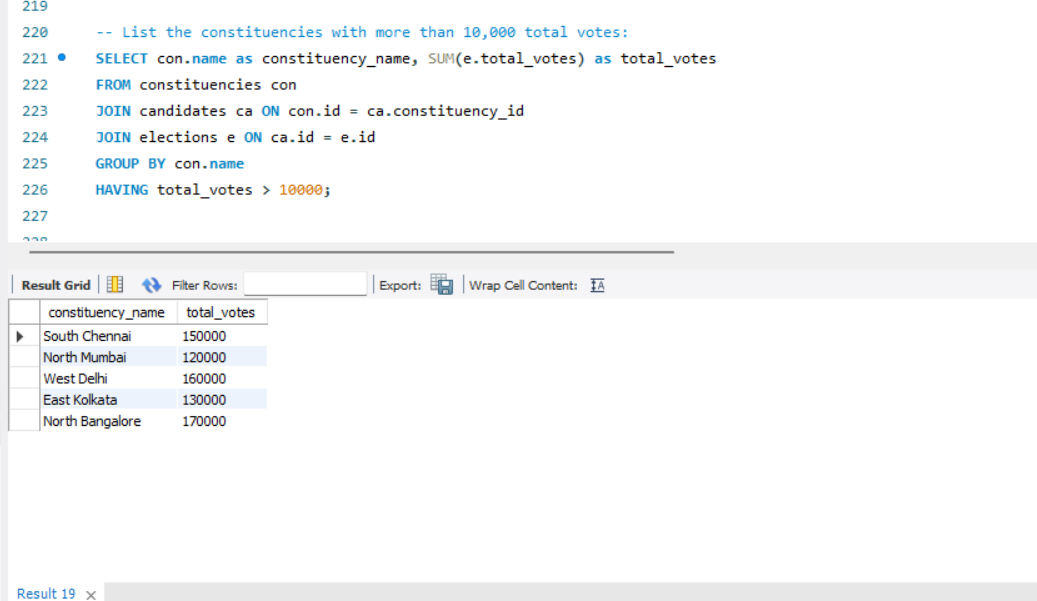 219
220 -- List the constituencies with more than 10,000 total votes:
221 SELECT con.name as constituency_name, SUM(e.total_votes) as total_votes
222 FROM constituencies con
223 JOIN candidates ca ON con.id = ca.constituency_id
224 JOIN elections e ON ca.id = e.id
225 GROUP BY con.name
226 HAVING total_votes > 10000;
227
228
Result Grid Filter Rows: Export: Wrap Cell Content: IA
constituency_name total_votes
South Chennai 150000
North Mumbai 120000
West Delhi 160000
East Kolkata 130000
North Bangalore 170000
Result 19 ×